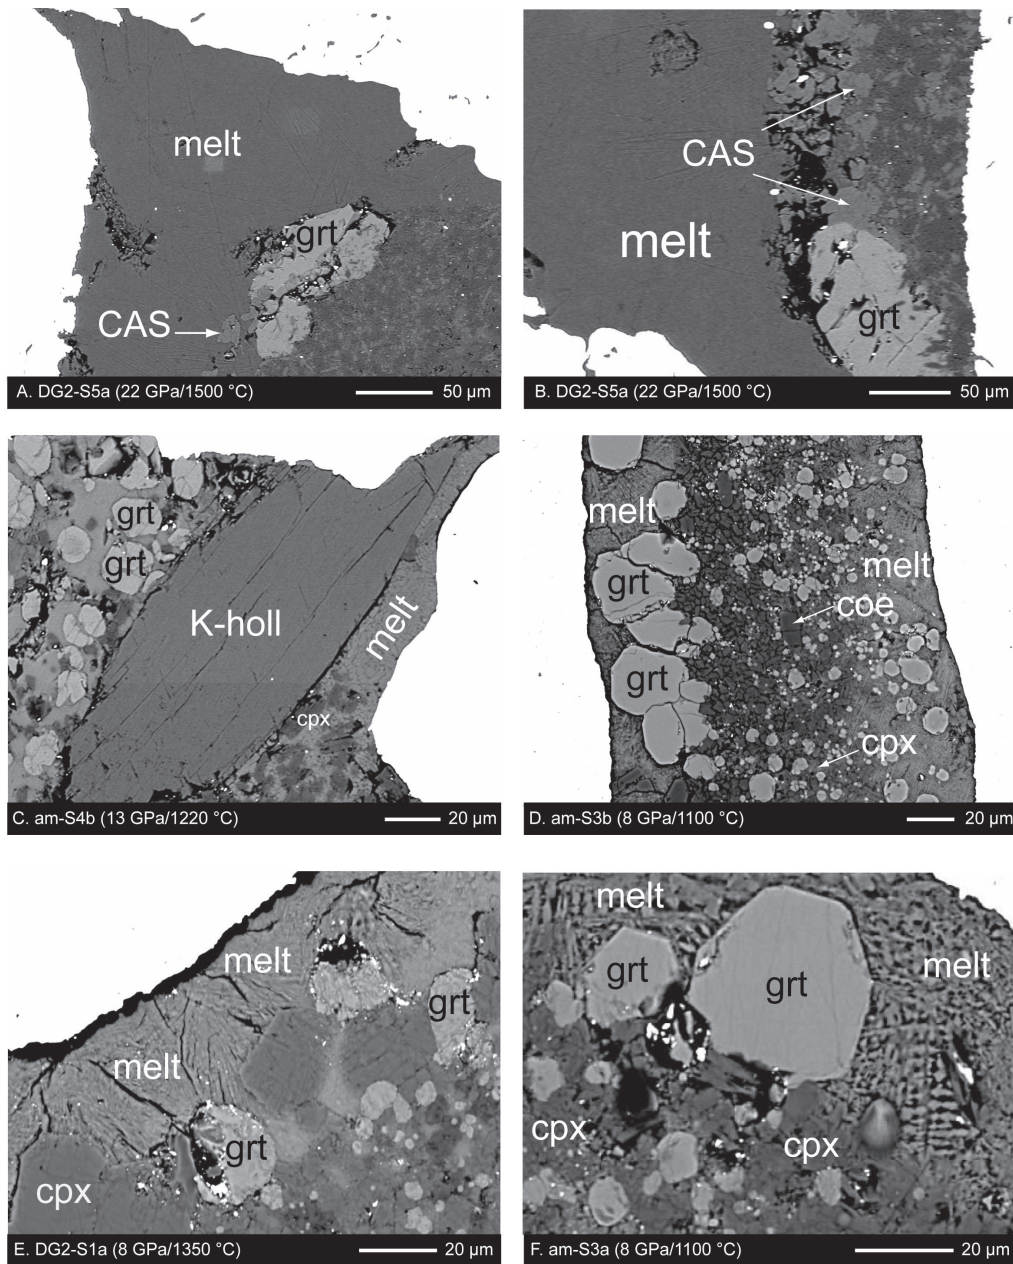 melt
grt
CAS
A. DG2-S5a (22 GPa/1500 °C)
50 μm
CAS
melt
grt
B. DG2-S5a (22 GPa/1500 °C)
50 μm
grt
grt
K-holl
melt
cpx
C. am-S4b (13 GPa/1220 °C)
20 μm
melt
grt
melt
coe
grt
cpx
D. am-S3b (8 GPa/1100 °C)
20 μm
melt
grt
melt
grt
cpx
E. DG2-S1a (8 GPa/1350 °C)
20 μm
melt
grt
grt
melt
cpx
cpx
F. am-S3a (8 GPa/1100 °C)
20 μm